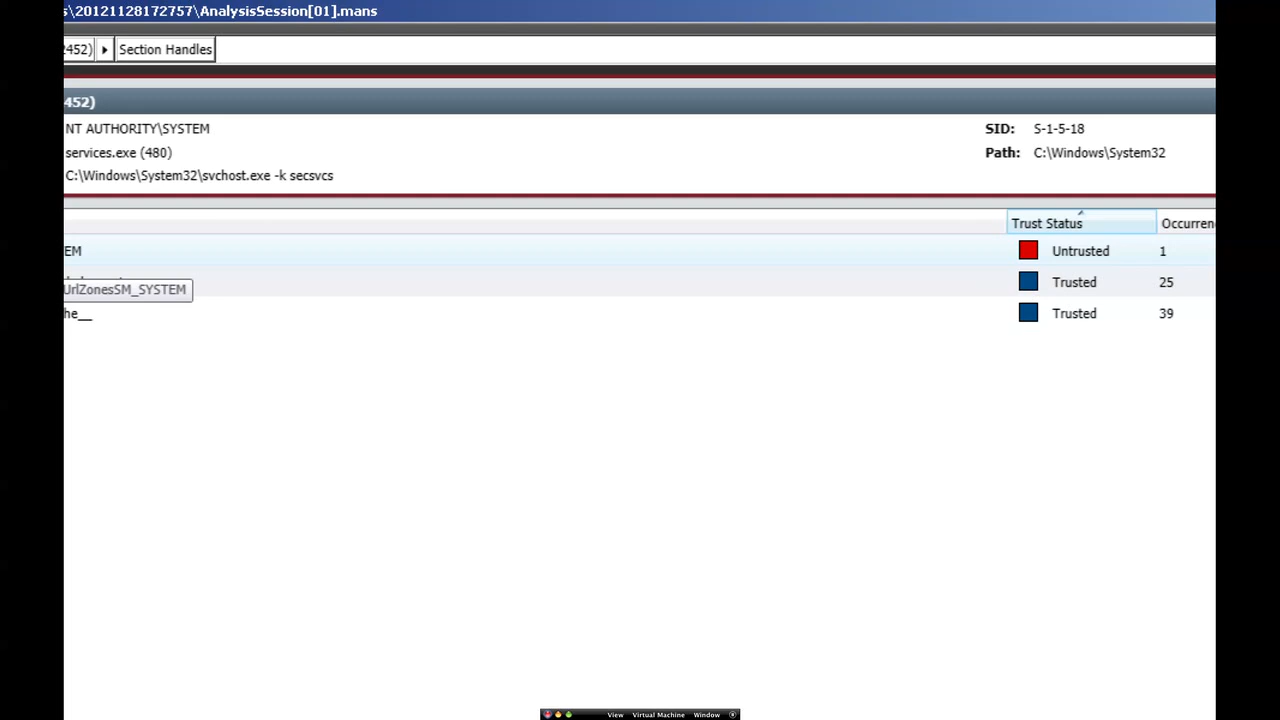 s\20121128172757\AnalysisSession[01].mans
2452) Section Handles
452)
NT AUTHORITY\SYSTEM SID: S-1-5-18
services.exe (480) Path: C:\Windows\System32
C:\Windows\System32\svchost.exe -k secsvcs
Trust Status Occurren
EM Untrusted 1
Trusted 25
UrlZonesSM_SYSTEM
he__ Trusted 39
View Virtual Machine Window